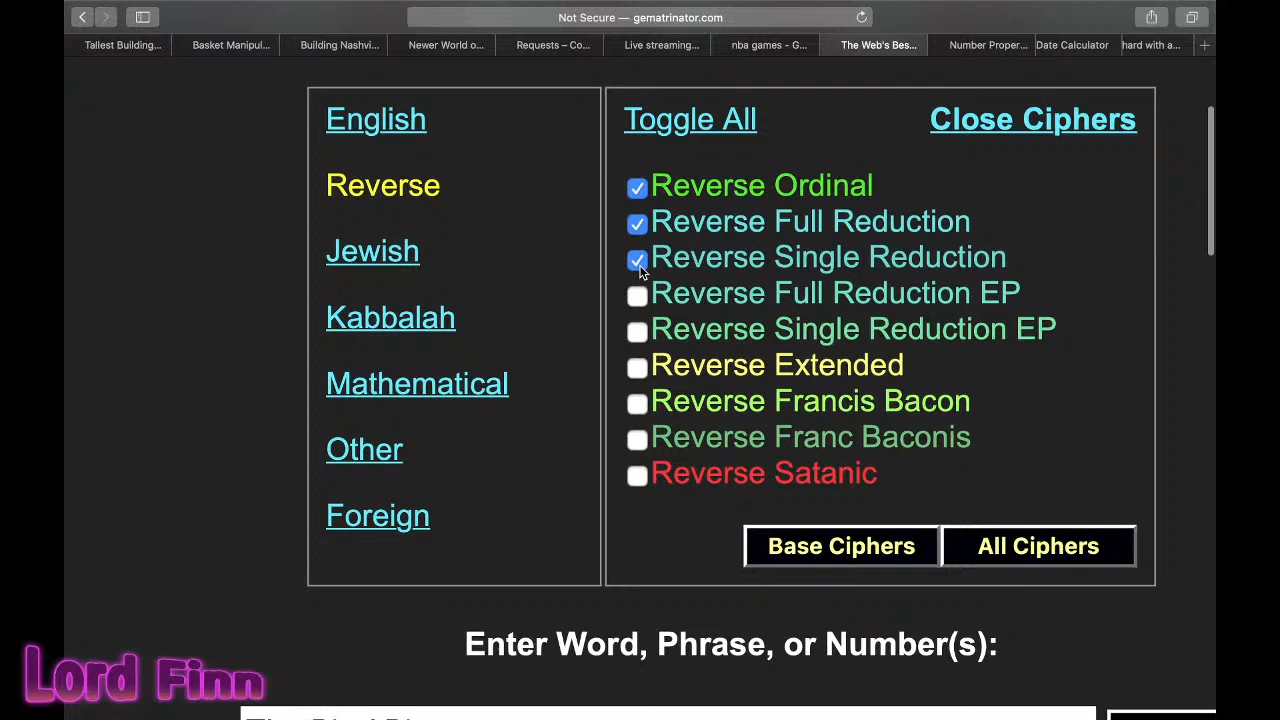 Not Secure — gematrinator.com
Tallest Building... Basket Manipul... Building Nashvi... Newer World o... Requests – Co... Live streaming... nba games - G... The Web's Bes... Number Proper... Date Calculator hard with a...
English
Reverse
Jewish
Kabbalah
Mathematical
Other
Foreign
Toggle All Close Ciphers
Reverse Ordinal
Reverse Full Reduction
Reverse Single Reduction
Reverse Full Reduction EP
Reverse Single Reduction EP
Reverse Extended
Reverse Francis Bacon
Reverse Franc Baconis
Reverse Satanic
Base Ciphers All Ciphers
Enter Word, Phrase, or Number(s):
Lord Finn